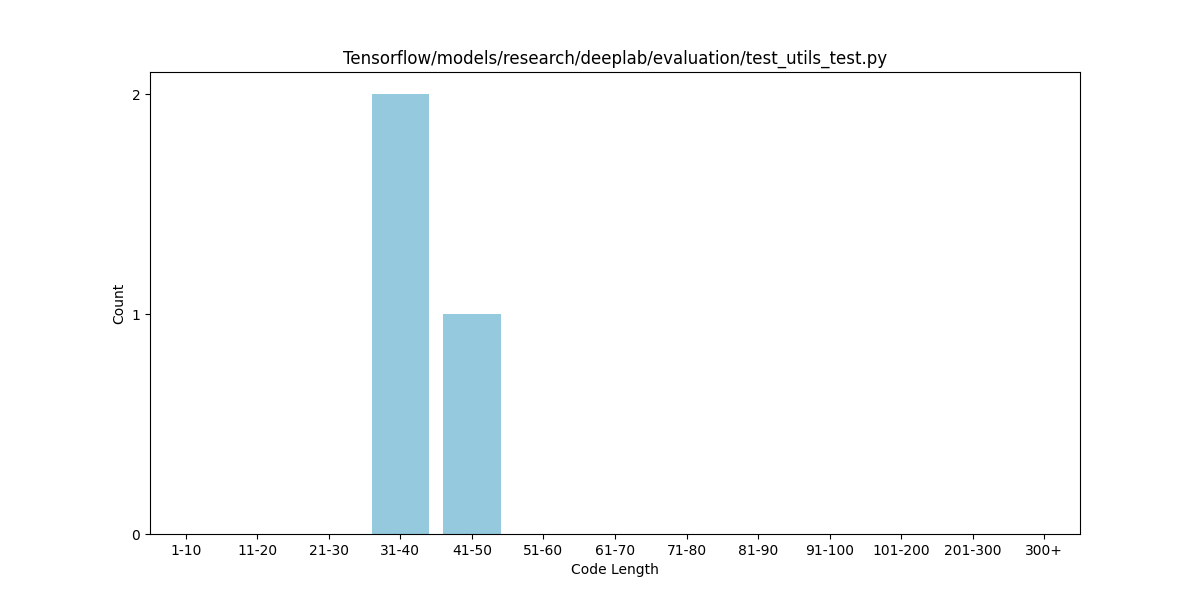 Tensorflow/models/research/deeplab/evaluation/test_utils_test.py
2
1
0
Count
1-10 11-20 21-30 31-40 41-50 51-60 61-70 71-80 81-90 91-100 101-200 201-300 300+
Code Length